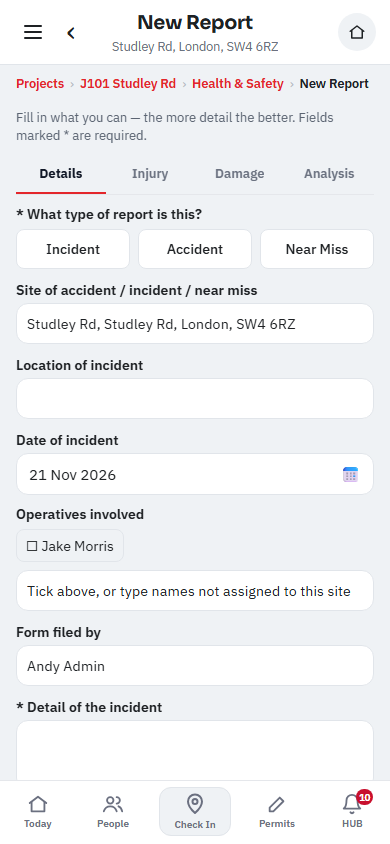 New Report
Studley Rd, London, SW4 6RZ
Projects › J101 Studley Rd › Health & Safety › New Report
Fill in what you can — the more detail the better. Fields
marked * are required.
Details Injury Damage Analysis
* What type of report is this?
Incident Accident Near Miss
Site of accident / incident / near miss
Studley Rd, Studley Rd, London, SW4 6RZ
Location of incident
Date of incident
21 Nov 2026
Operatives involved
☐ Jake Morris
Tick above, or type names not assigned to this site
Form filed by
Andy Admin
* Detail of the incident
10
Today People Check In Permits HUB